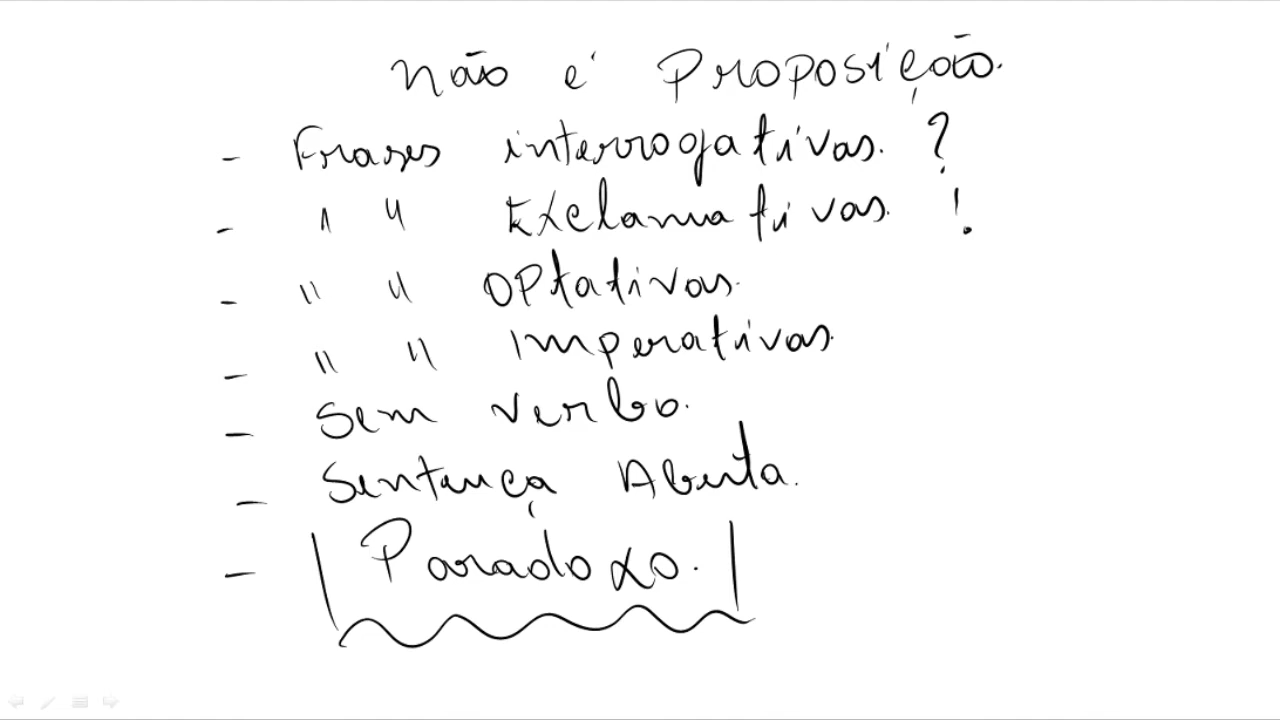 Não é Proposição.
- Frases interrogativas. ?
- " " Exclamativas. !
- " " Optativas.
- " " Imperativas.
- Sem verbo.
- Sentença Aberta.
- Paradoxo.